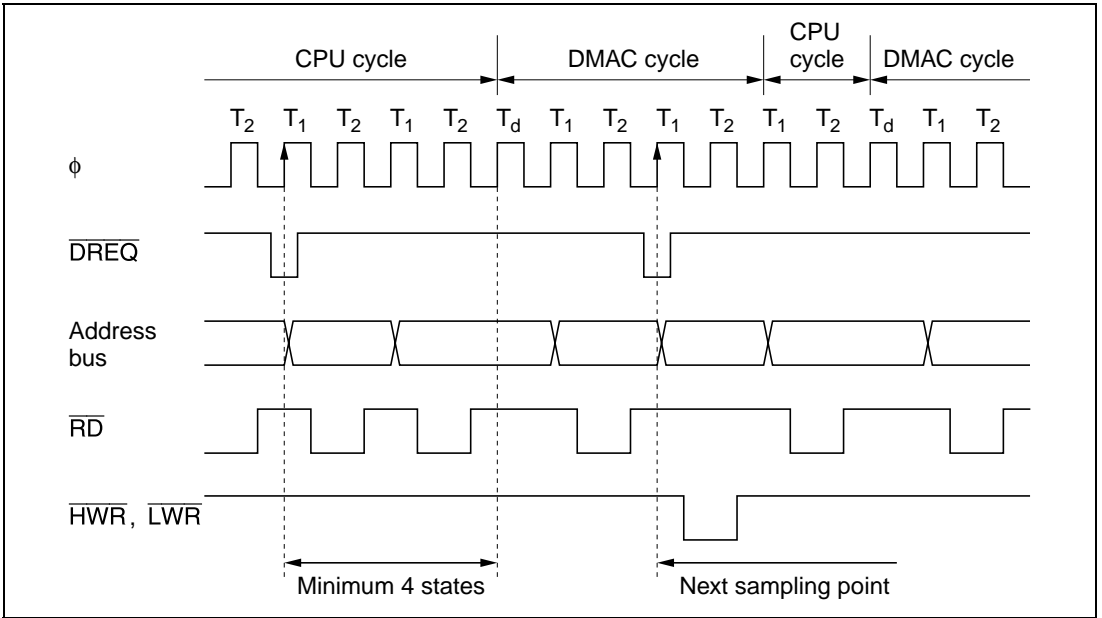 CPU cycle DMAC cycle CPU cycle DMAC cycle
T2 T1 T2 T1 T2 Td T1 T2 T1 T2 T1 T2 Td T1 T2
φ
DREQ
Address
bus
RD
HWR, LWR
Minimum 4 states Next sampling point